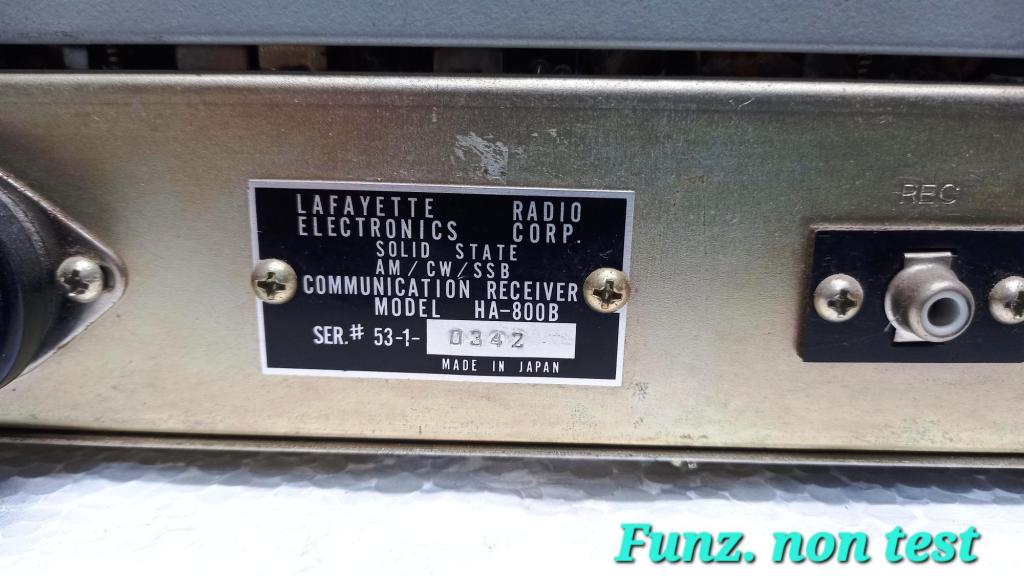 LAFAYETTE RADIO
ELECTRONICS CORP.
SOLID STATE
AM/CW/SSB
COMMUNICATION RECEIVER
MODEL HA-800B
SER.# 53-1- 0342
MADE IN JAPAN
REC
Funz. non test